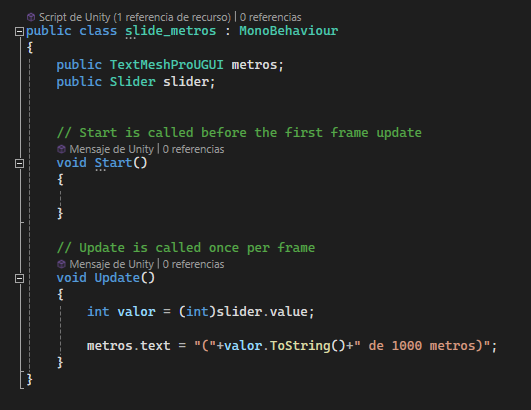 Script de Unity (1 referencia de recurso) | 0 referencias
public class slide_metros : MonoBehaviour
{
public TextMeshProUGUI metros;
public Slider slider;
// Start is called before the first frame update
Mensaje de Unity | 0 referencias
void Start()
{
}
// Update is called once per frame
Mensaje de Unity | 0 referencias
void Update()
{
int valor = (int)slider.value;
metros.text = "("+valor.ToString()+" de 1000 metros)";
}
}